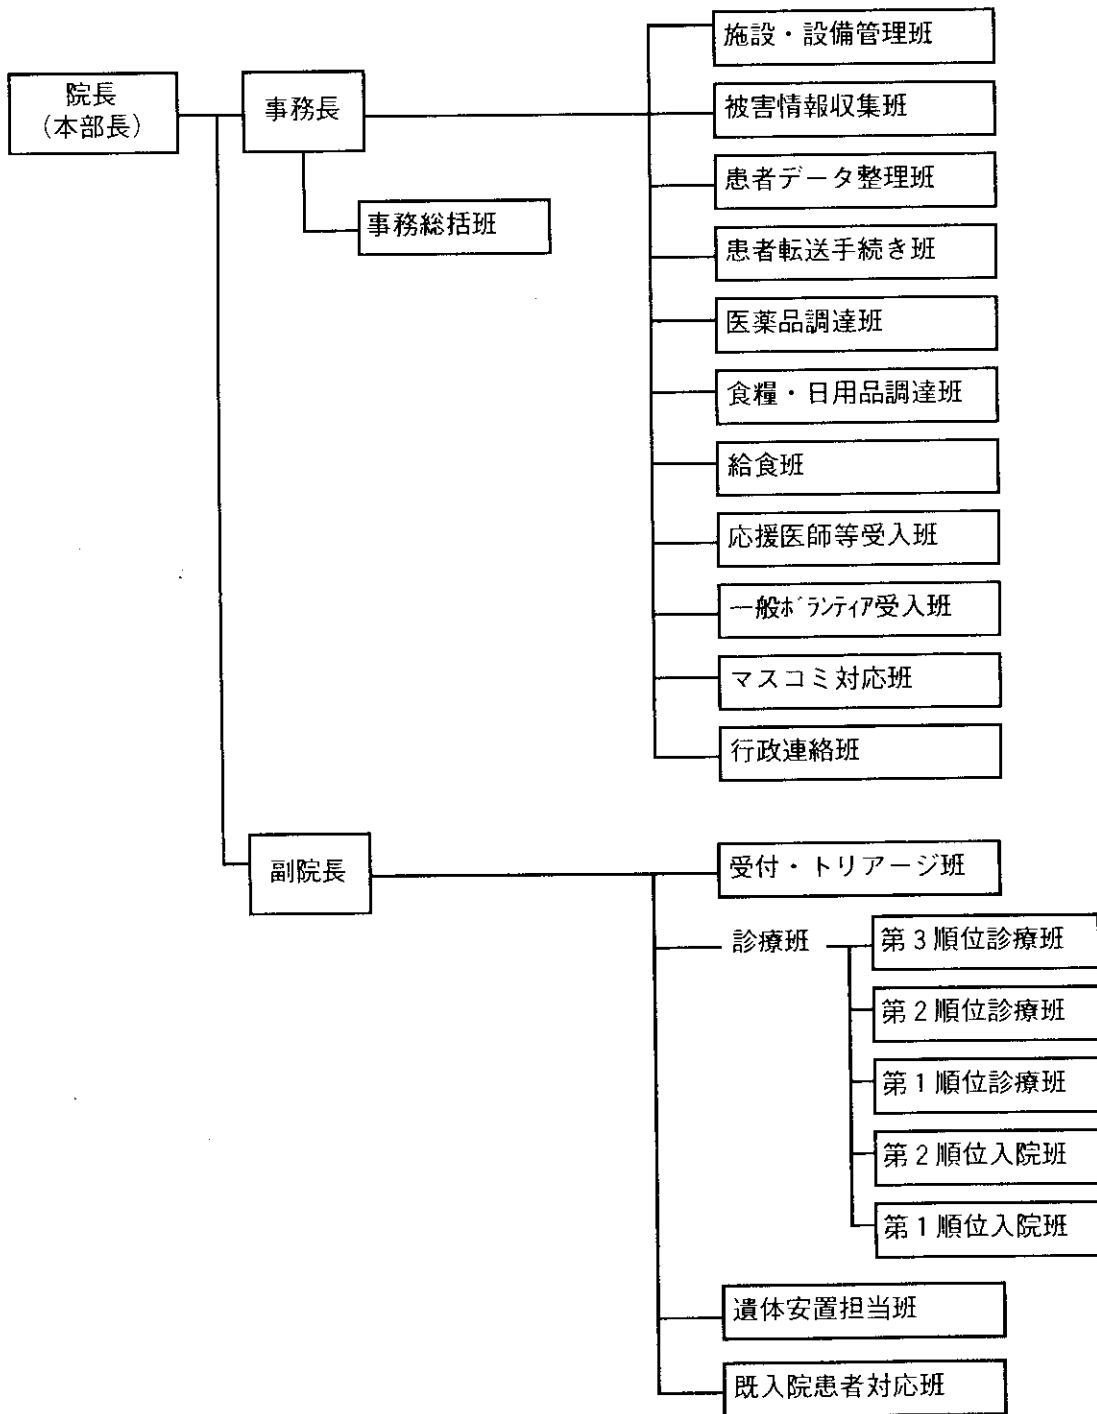 院長
（本部長）
事務長
事務総括班
施設・設備管理班
被害情報収集班
患者データ整理班
患者転送手続き班
医薬品調達班
食糧・日用品調達班
給食班
応援医師等受入班
一般ﾎﾞﾗﾝﾃｨｱ受入班
マスコミ対応班
行政連絡班
副院長
受付・トリアージ班
診療班
第３順位診療班
第２順位診療班
第１順位診療班
第２順位入院班
第１順位入院班
遺体安置担当班
既入院患者対応班